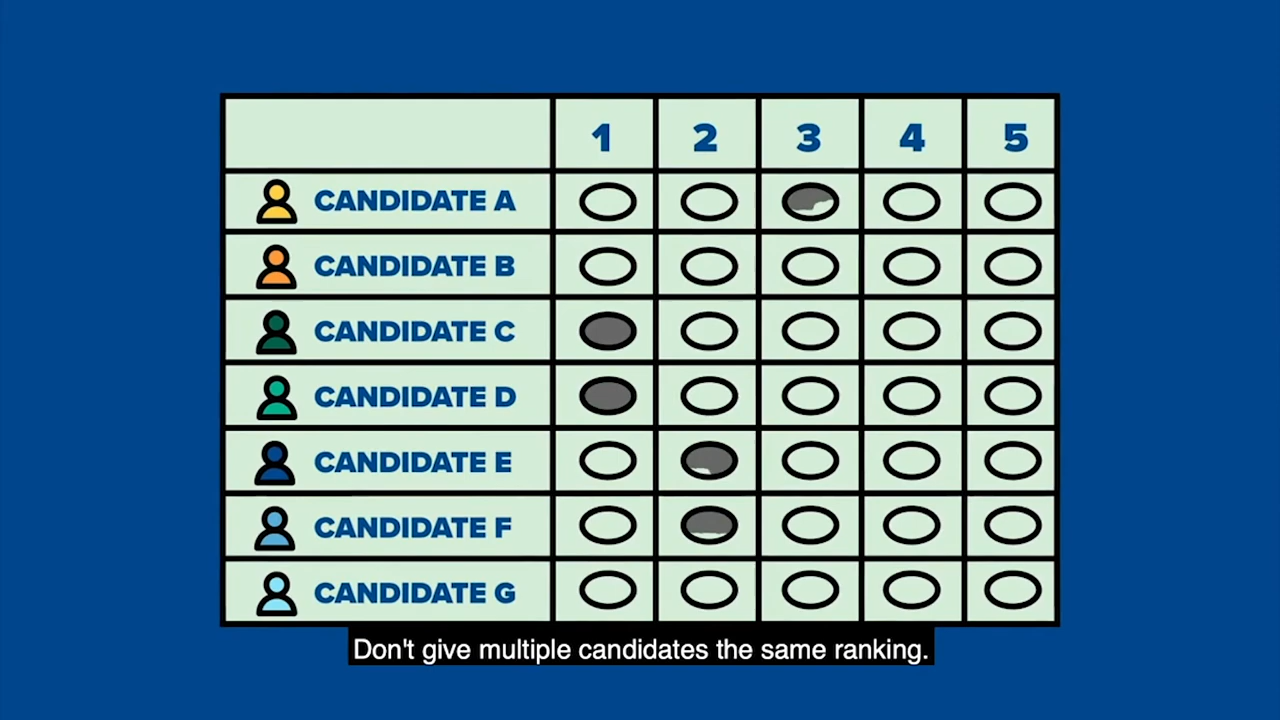 1 2 3 4 5
CANDIDATE A
CANDIDATE B
CANDIDATE C
CANDIDATE D
CANDIDATE E
CANDIDATE F
CANDIDATE G
Don't give multiple candidates the same ranking.